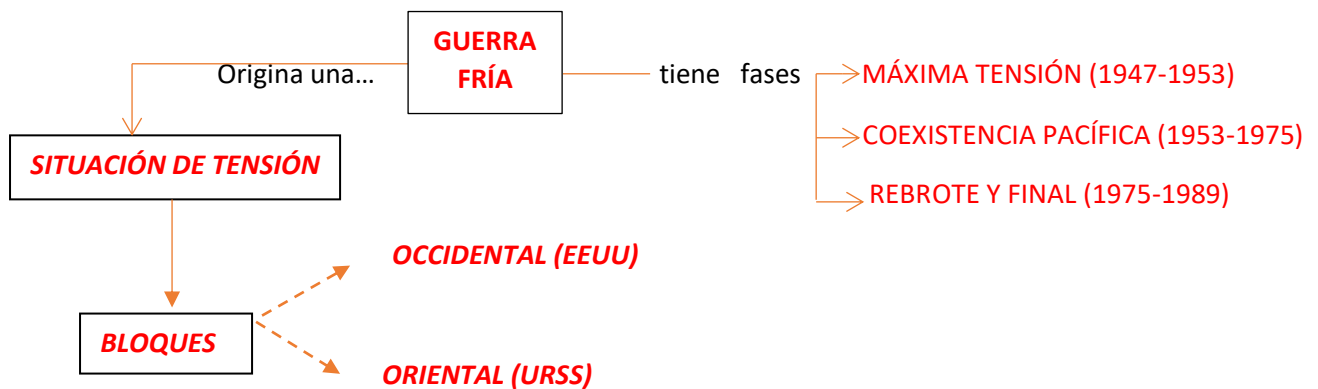 GUERRA
FRÍA
Origina una…
tiene fases
MÁXIMA TENSIÓN (1947-1953)
COEXISTENCIA PACÍFICA (1953-1975)
REBROTE Y FINAL (1975-1989)
SITUACIÓN DE TENSIÓN
OCCIDENTAL (EEUU)
BLOQUES
ORIENTAL (URSS)